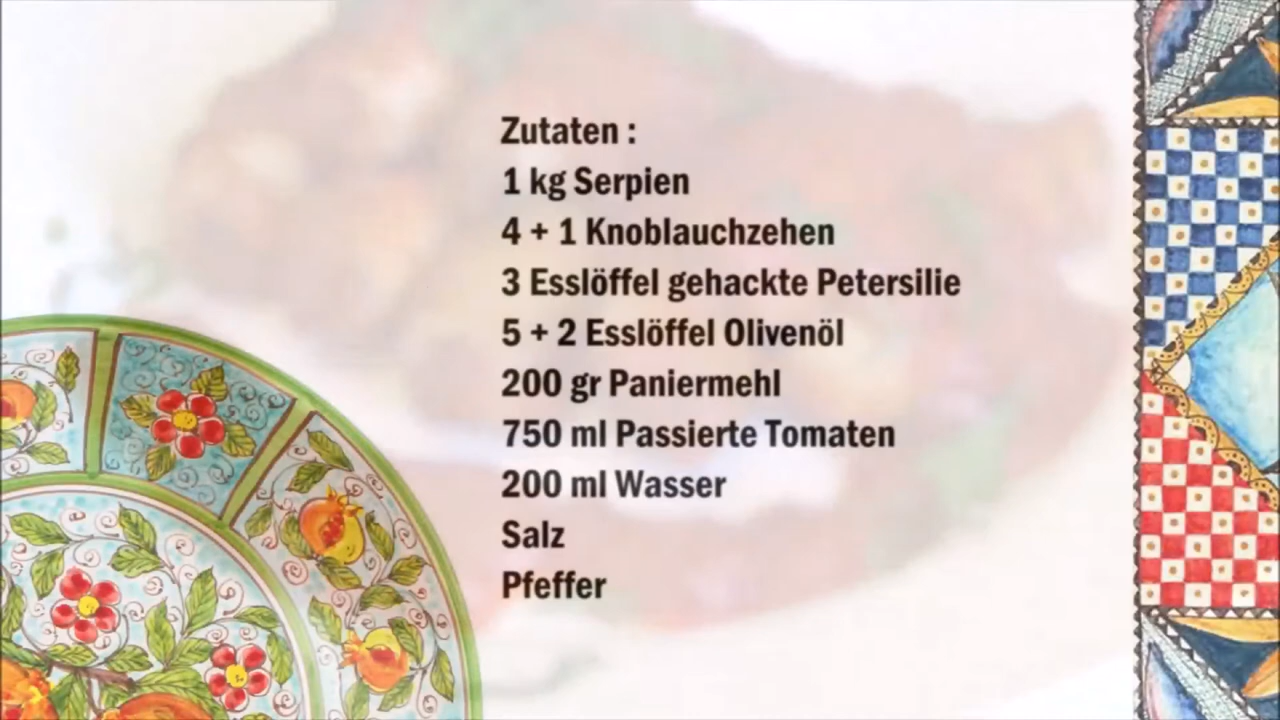 Zutaten :
1 kg Serpien
4 + 1 Knoblauchzehen
3 Esslöffel gehackte Petersilie
5 + 2 Esslöffel Olivenöl
200 gr Paniermehl
750 ml Passierte Tomaten
200 ml Wasser
Salz
Pfeffer